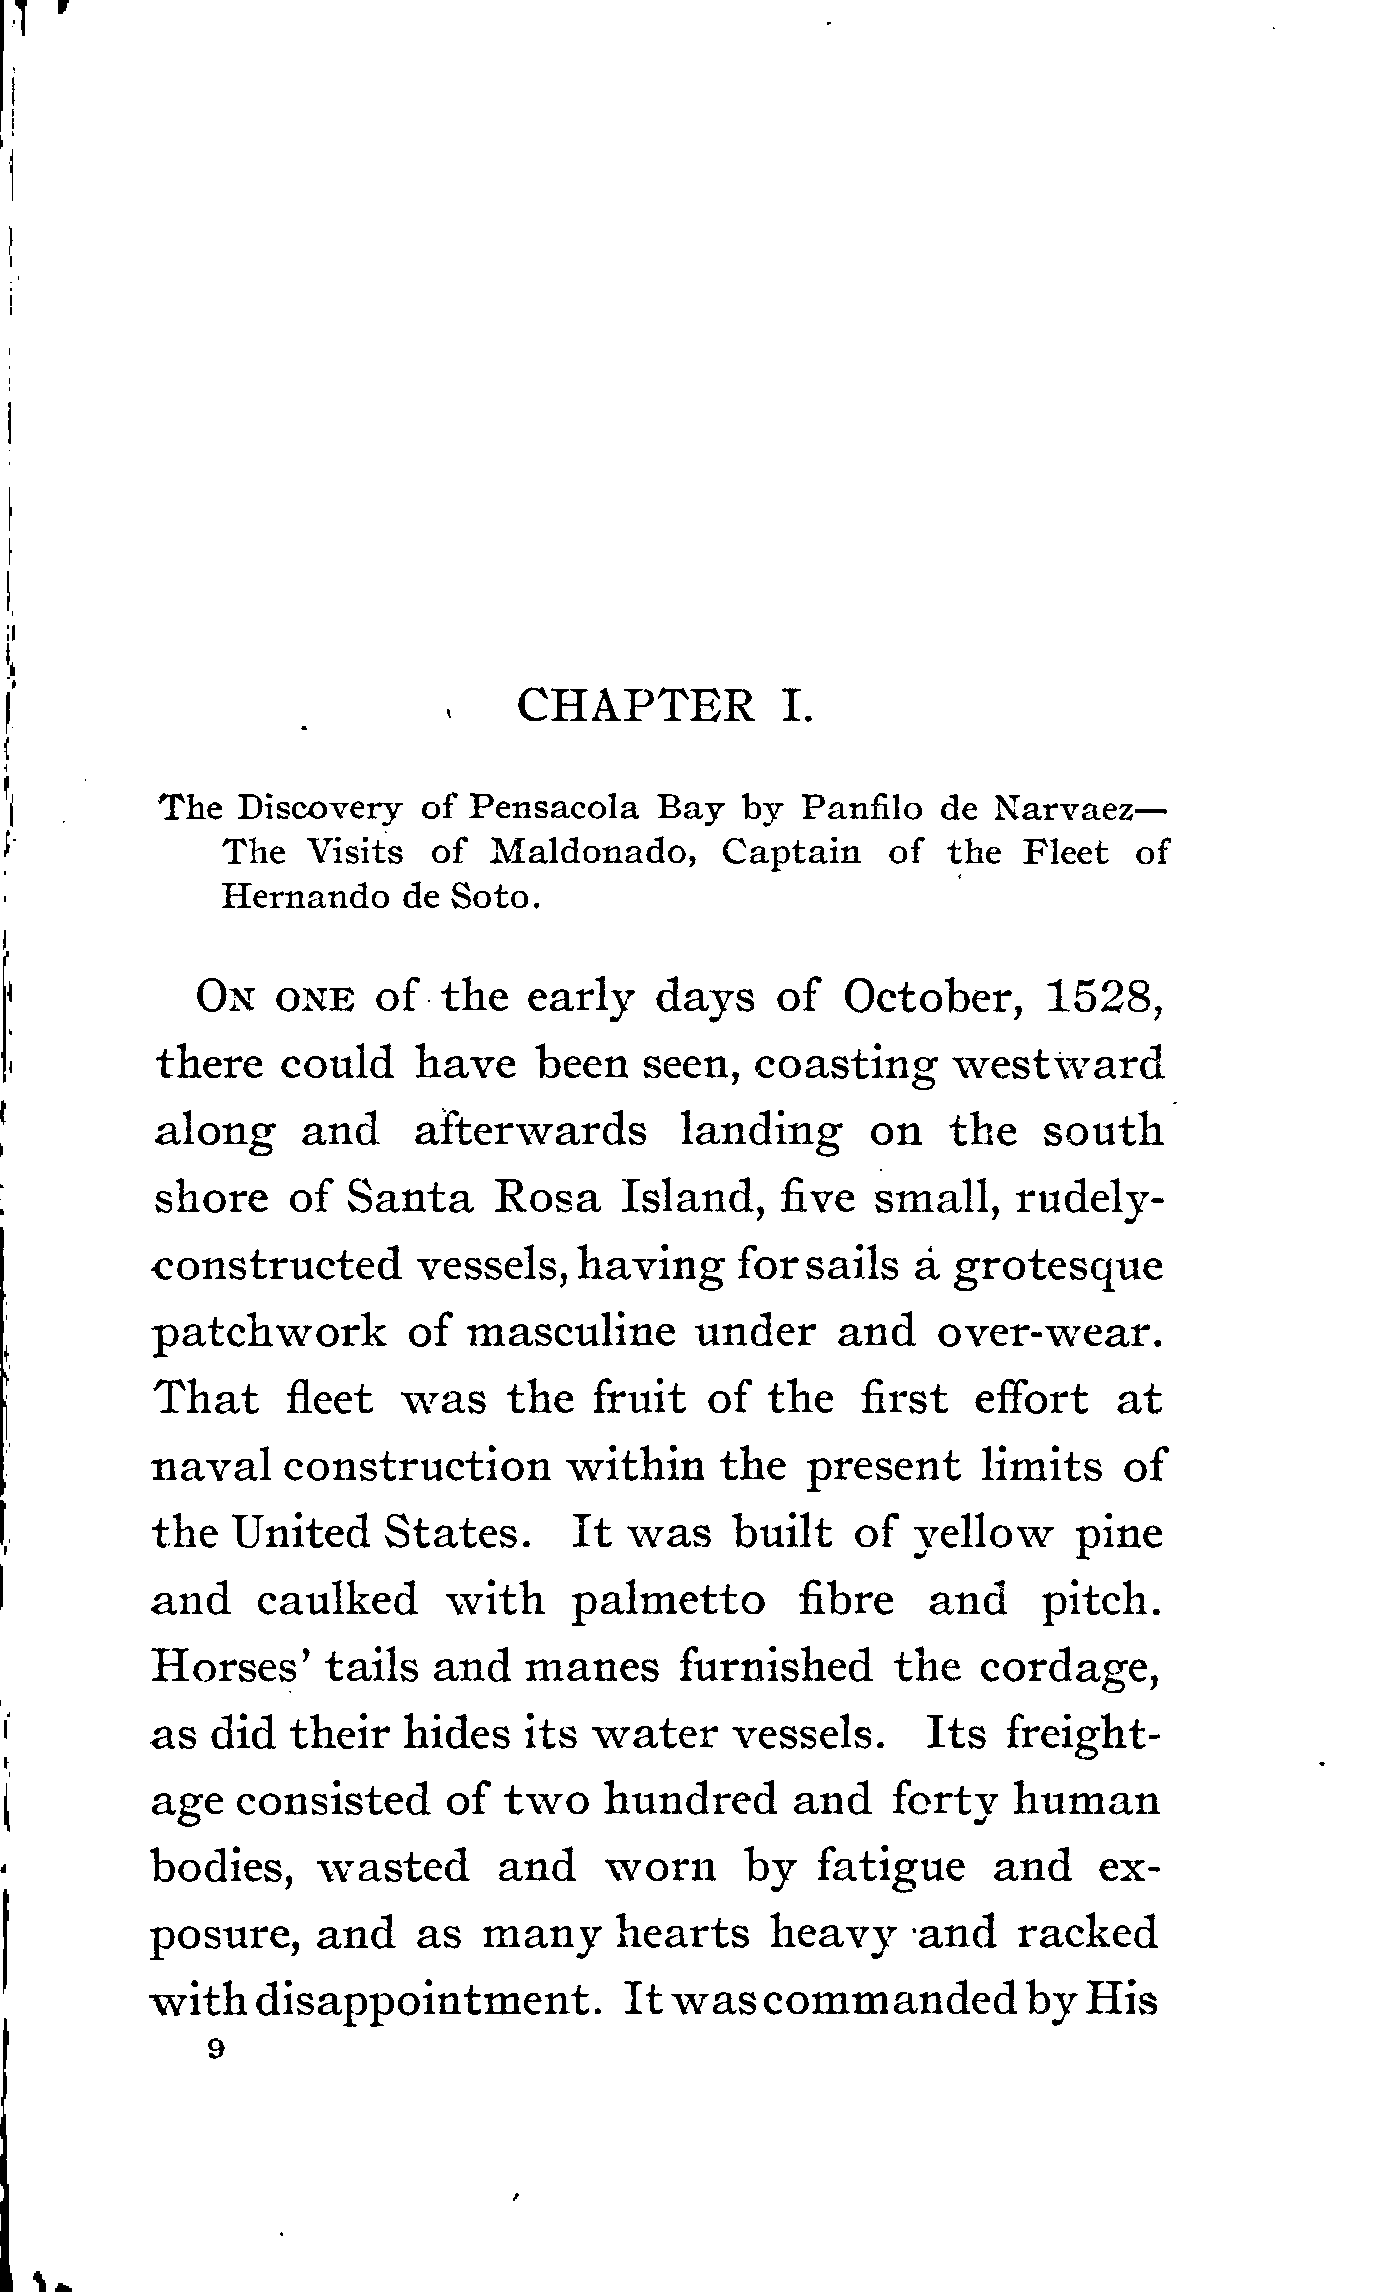 CHAPTER I.
The Discovery of Pensacola Bay by Panfilo de Narvaez—
The Visits of Maldonado, Captain of the Fleet of
Hernando de Soto.
On one of the early days of October, 1528,
there could have been seen, coasting westward
along and afterwards landing on the south
shore of Santa Rosa Island, five small, rudely-
constructed vessels, having for sails a grotesque
patchwork of masculine under and over-wear.
That fleet was the fruit of the first effort at
naval construction within the present limits of
the United States. It was built of yellow pine
and caulked with palmetto fibre and pitch.
Horses' tails and manes furnished the cordage,
as did their hides its water vessels. Its freight-
age consisted of two hundred and forty human
bodies, wasted and worn by fatigue and ex-
posure, and as many hearts heavy and racked
with disappointment. It was commanded by His
9